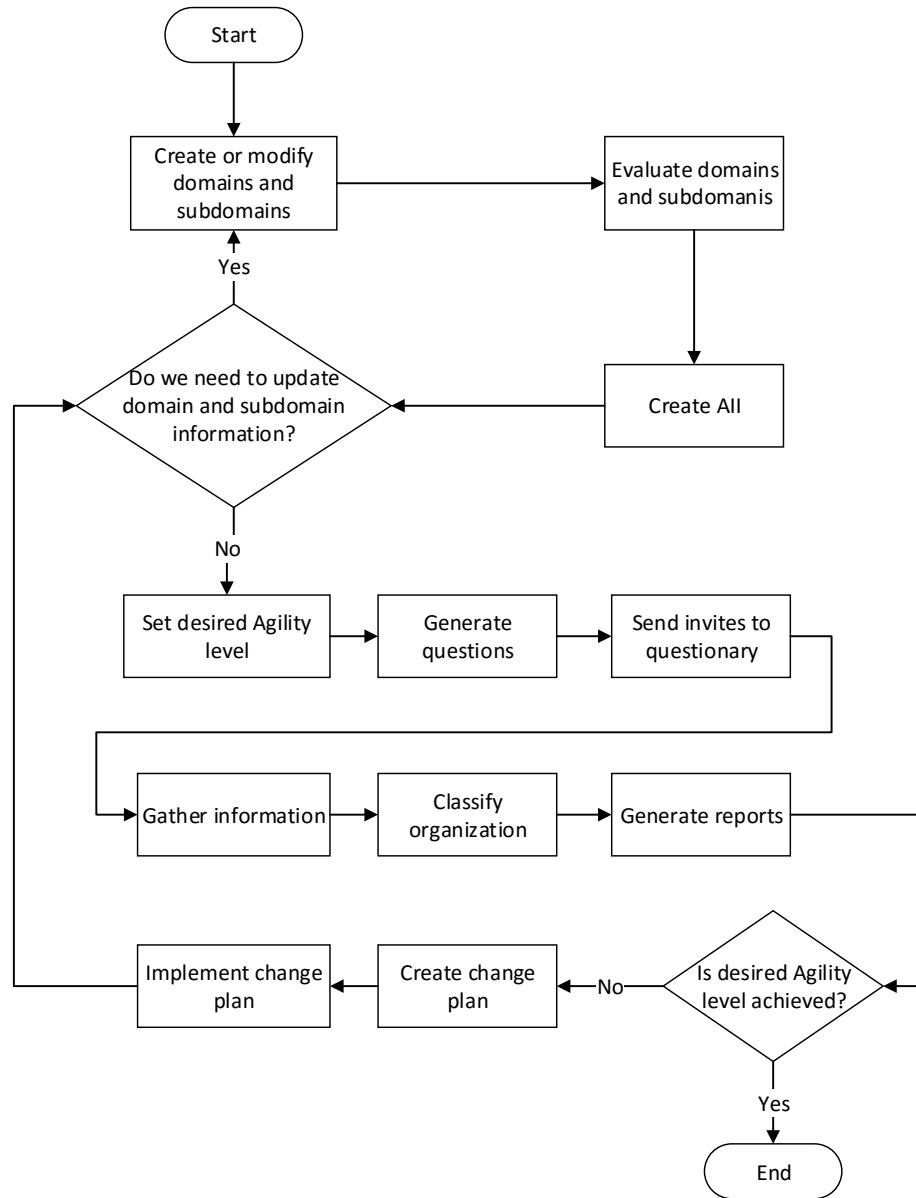 Start
Create or modify
domains and
subdomains
Evaluate domains
and subdomanis
Yes
Do we need to update
domain and subdomain
information?
Create AII
No
Set desired Agility
level
Generate
questions
Send invites to
questionary
Gather information
Classify
organization
Generate reports
Implement change
plan
Create change
plan
No
Is desired Agility
level achieved?
Yes
End